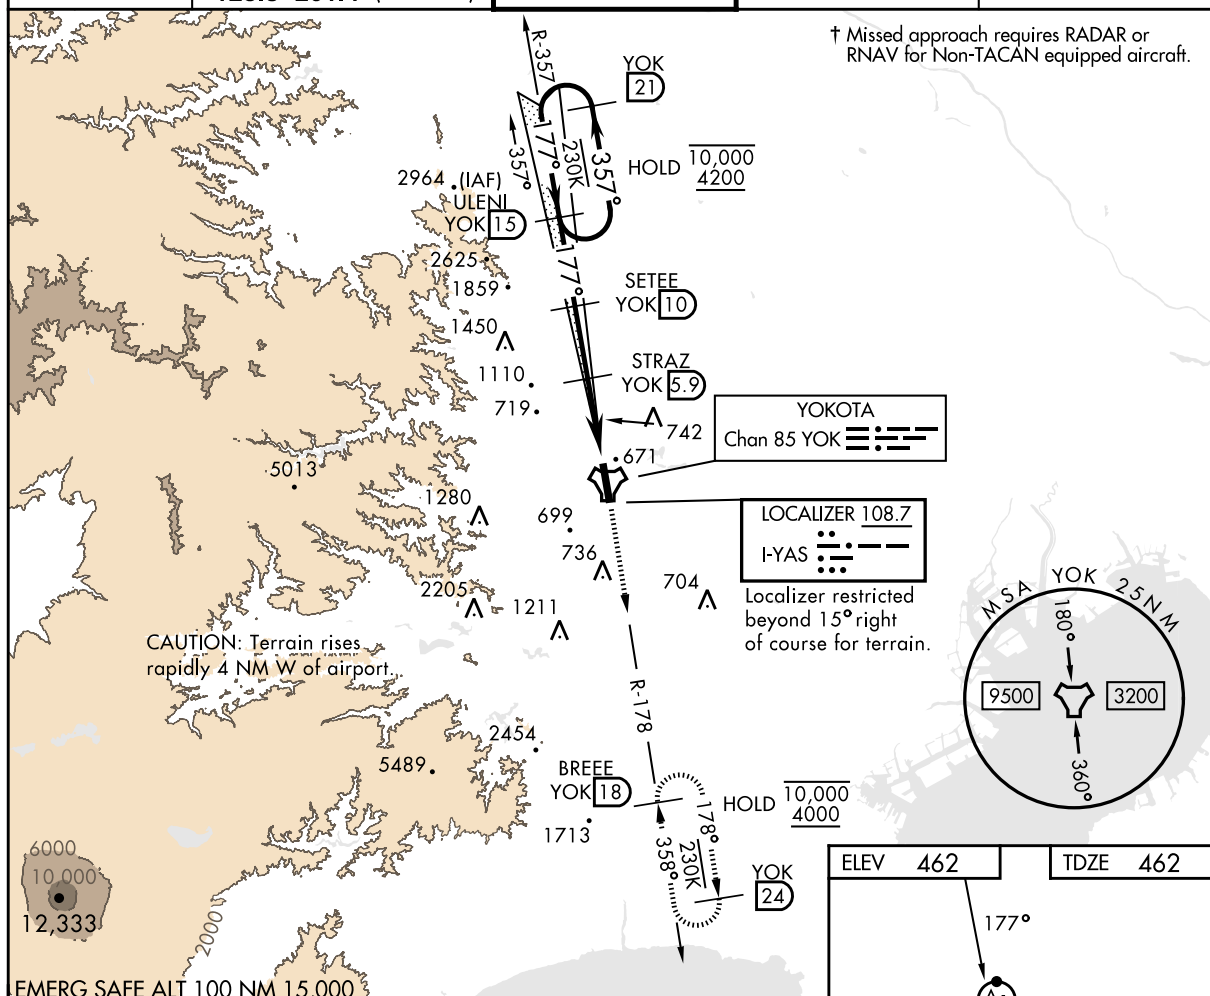 † Missed approach requires RADAR or
RNAV for Non-TACAN equipped aircraft.
R-357
YOK
21
177°
230K
357°
357°
HOLD 10,000
4200
2964 (IAF)
ULENI
YOK 15
2625
177°
1859
SETEE
YOK 10
1450
STRAZ
YOK 5.9
1110
719
742
YOKOTA
Chan 85 YOK
671
5013
1280
699
LOCALIZER 108.7
I-YAS
736
704
2205
1211
Localizer restricted
beyond 15° right
of course for terrain.
MSA YOK 25NM
180°
9500
3200
360°
CAUTION: Terrain rises
rapidly 4 NM W of airport.
R-178
2454
5489
BREEE
YOK 18
HOLD 10,000
4000
1713
178°
230K
358°
YOK
24
6000
10,000
12,333
2000
ELEV 462
TDZE 462
177°
EMERG SAFE ALT 100 NM 15,000